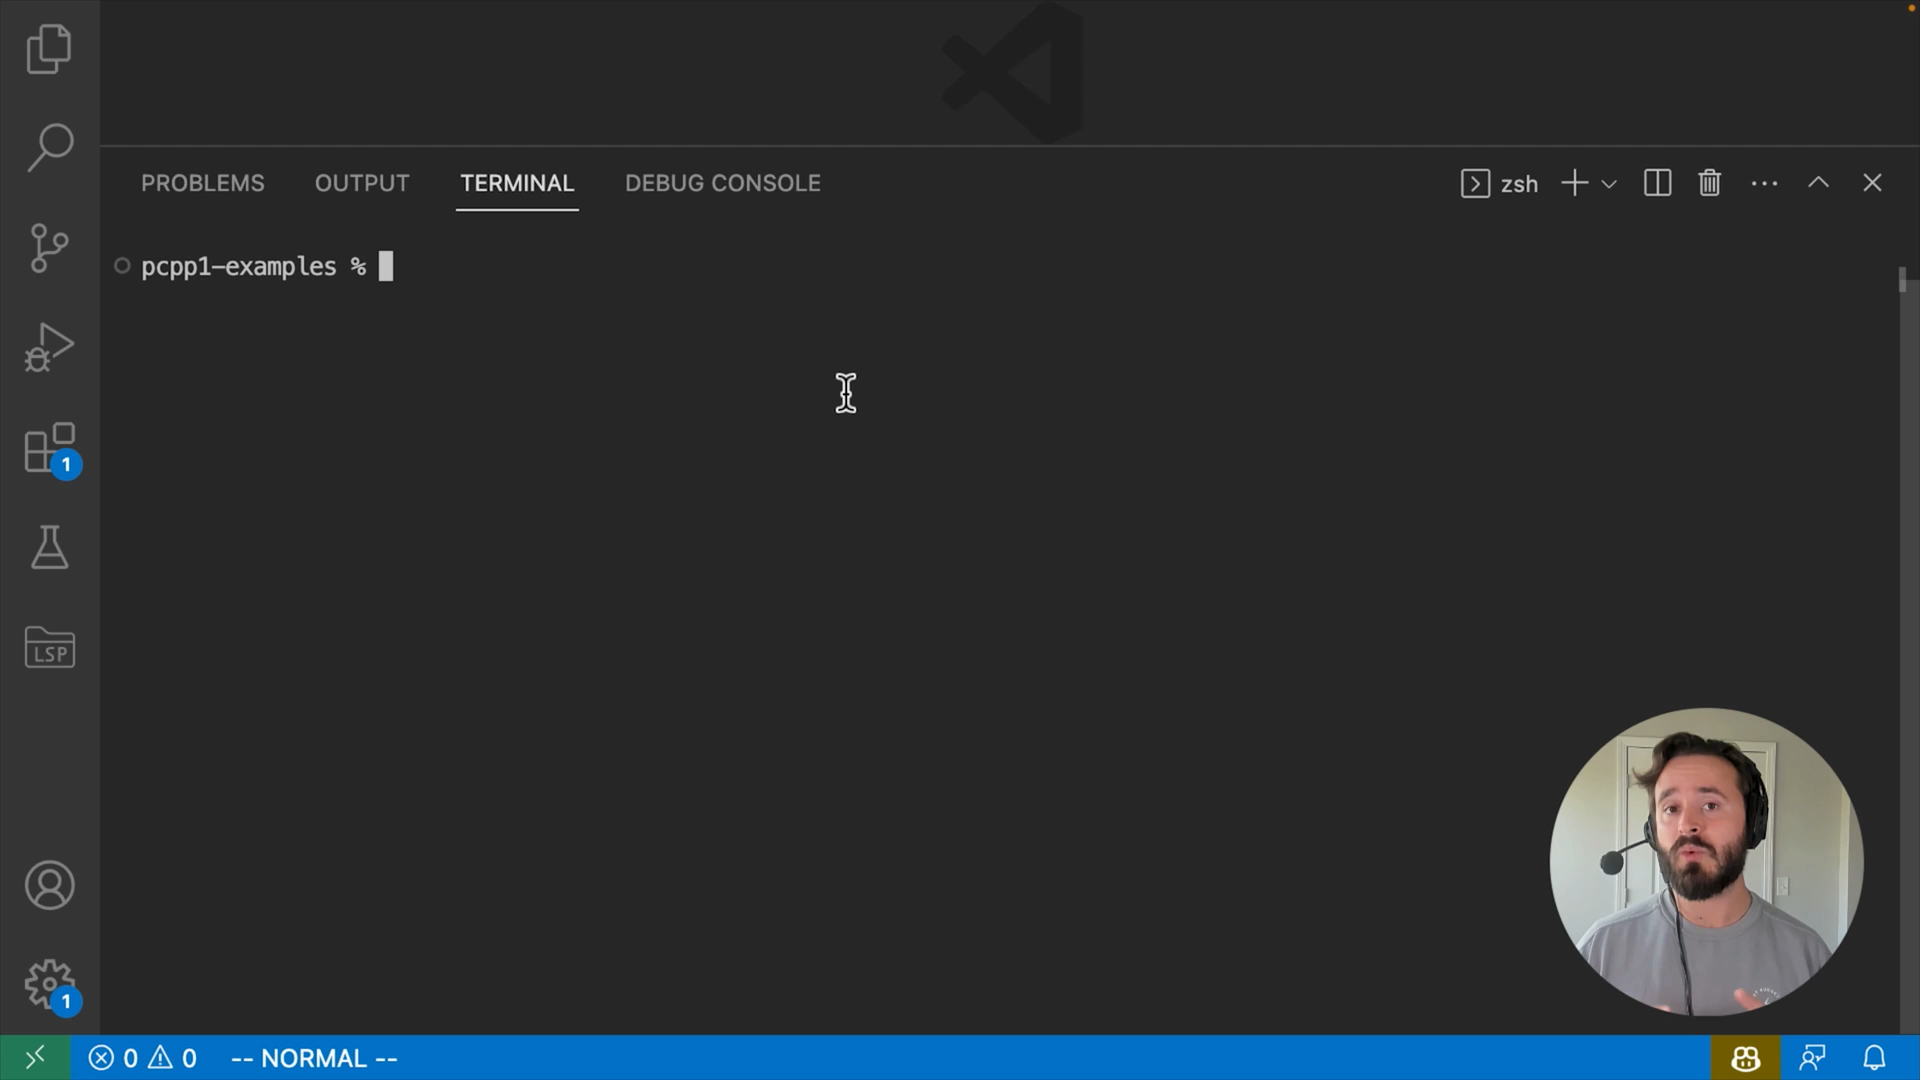 PROBLEMS OUTPUT TERMINAL DEBUG CONSOLE zsh
pcpp1-examples %
1
LSP
1
0 0 -- NORMAL --